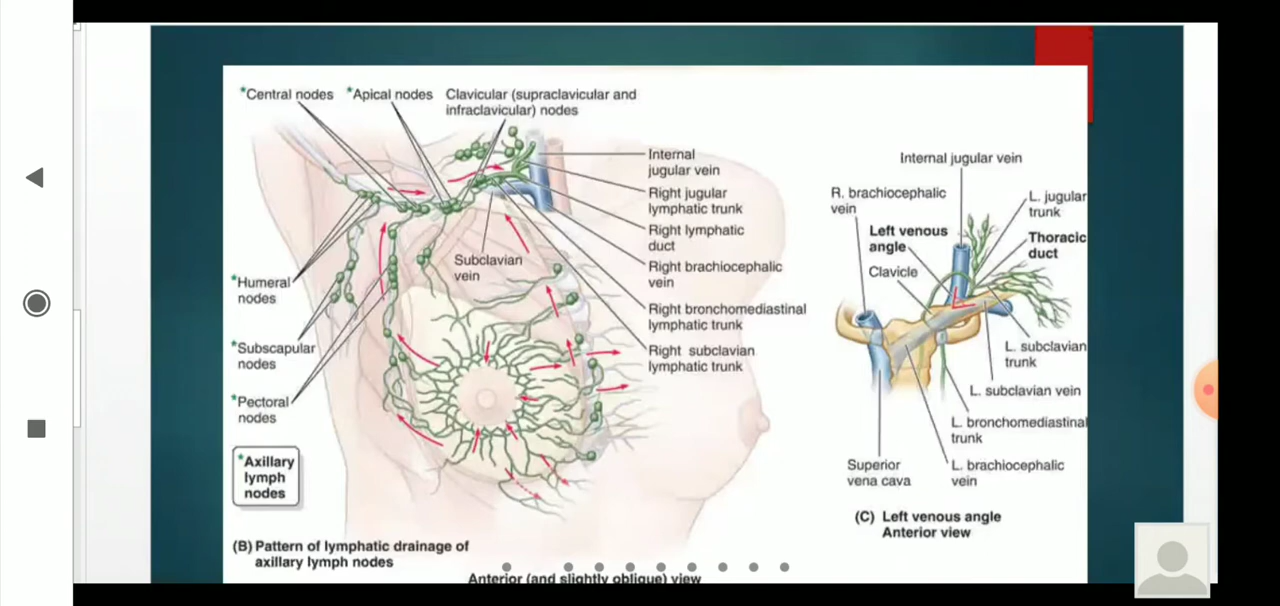 *Central nodes
*Apical nodes
Clavicular (supraclavicular and
infraclavicular) nodes
Internal
jugular vein
Right jugular
lymphatic trunk
Right lymphatic
duct
Right brachiocephalic
vein
Right bronchomediastinal
lymphatic trunk
Right subclavian
lymphatic trunk
Subclavian
vein
*Humeral
nodes
*Subscapular
nodes
*Pectoral
nodes
*Axillary
lymph
nodes
(B) Pattern of lymphatic drainage of
axillary lymph nodes
Anterior (and slightly oblique) view
Internal jugular vein
R. brachiocephalic
vein
L. jugular
trunk
Left venous
angle
Thoracic
duct
Clavicle
L. subclavian
trunk
L. subclavian vein
L. bronchomediastinal
trunk
Superior
vena cava
L. brachiocephalic
vein
(C) Left venous angle
Anterior view